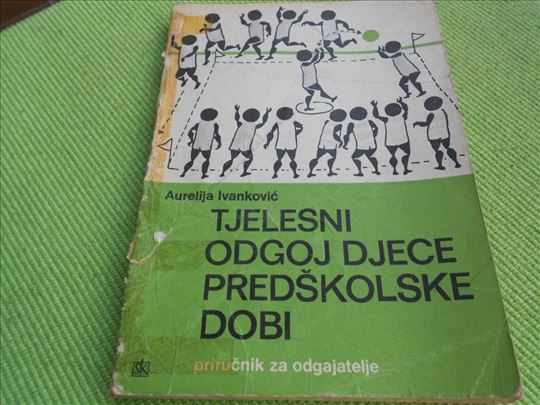 Aurelija Ivanković
TJELESNI
ODGOJ DJECE
PREDŠKOLSKE
DOBI
šk
priručnik za odgajatelje